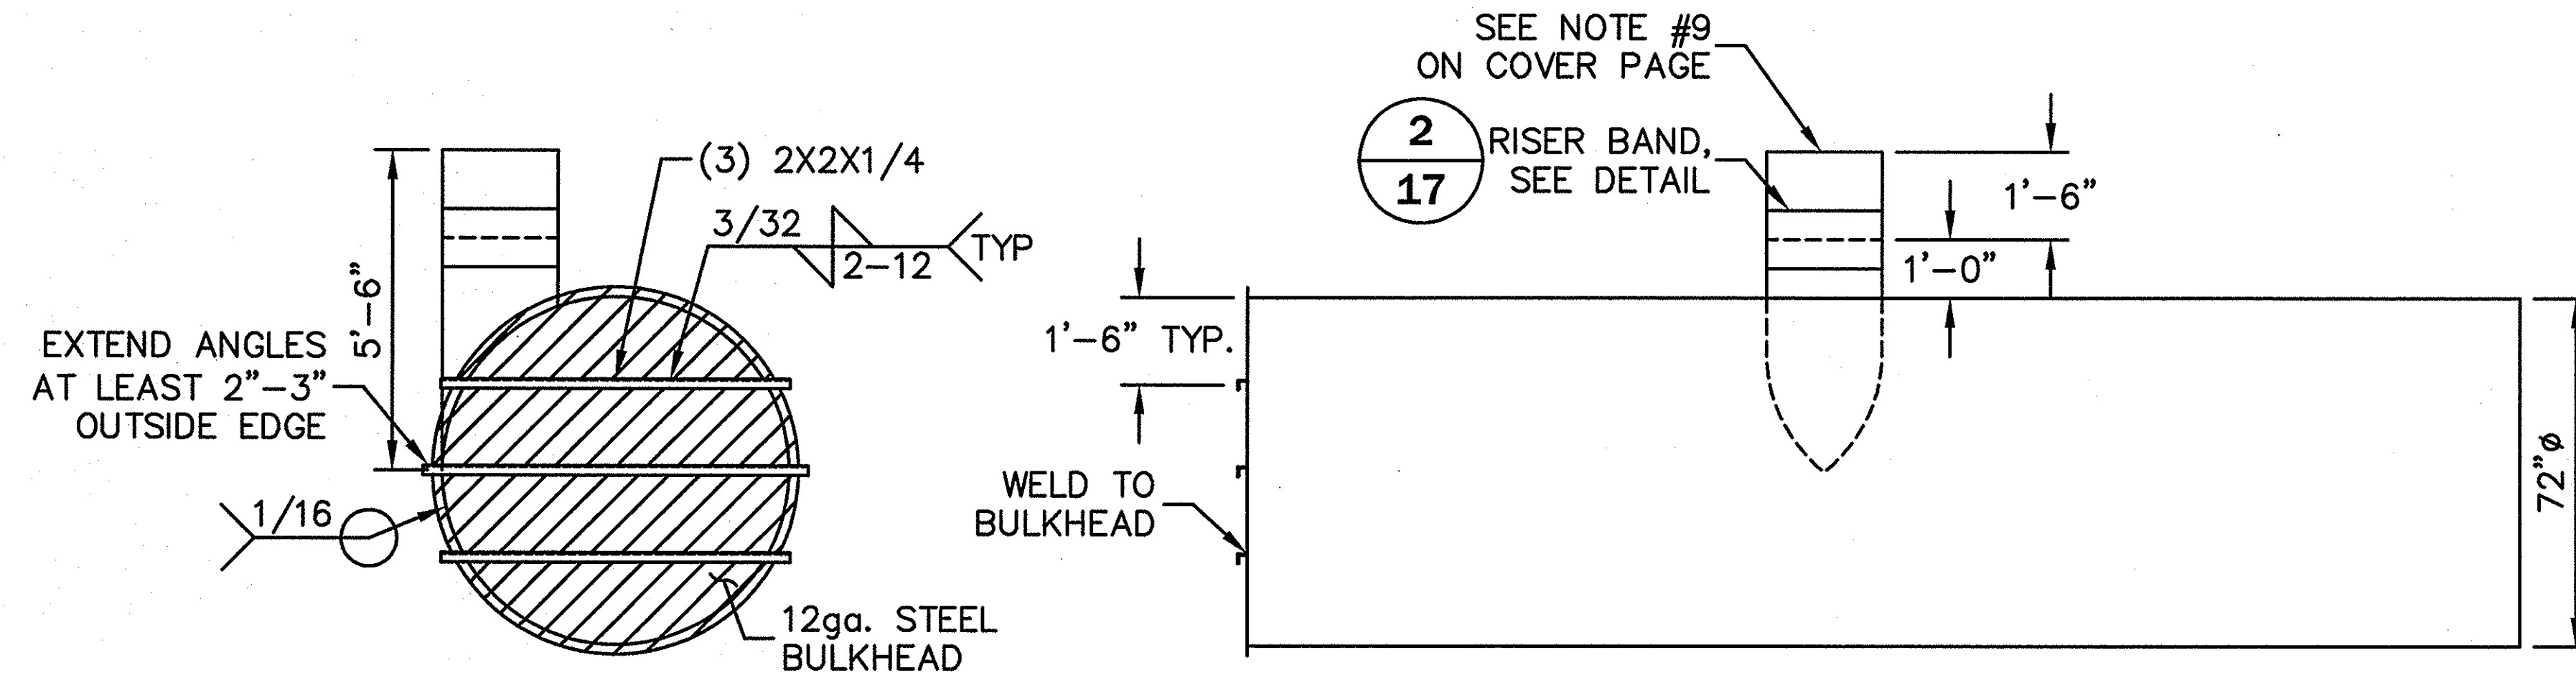 (3) 2X2X1/4
3/32
2-12
TYP
5'-6"
EXTEND ANGLES
AT LEAST 2"-3"
OUTSIDE EDGE
1/16
12ga. STEEL
BULKHEAD
SEE NOTE #9
ON COVER PAGE
2
17
RISER BAND,
SEE DETAIL
1'-6"
1'-0"
1'-6" TYP.
WELD TO
BULKHEAD
72"ø